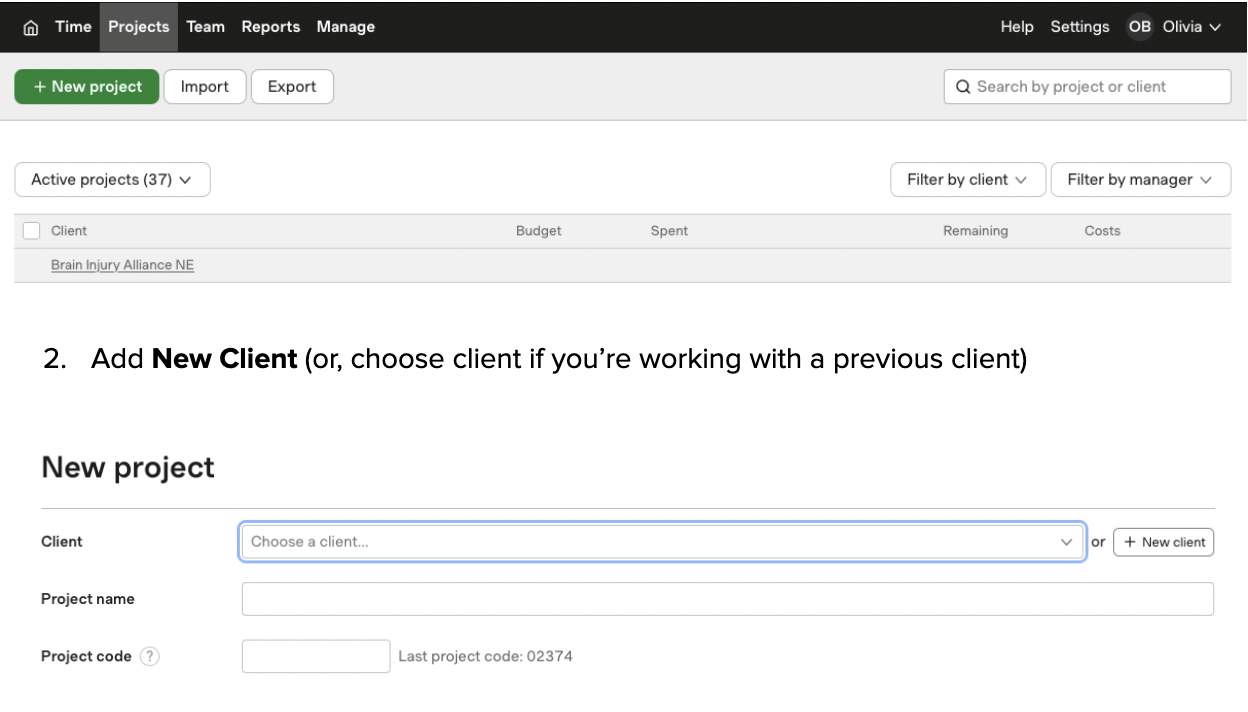 Time Projects Team Reports Manage Help Settings OB Olivia
+ New project Import Export Search by project or client
Active projects (37) Filter by client Filter by manager
Client Budget Spent Remaining Costs
Brain Injury Alliance NE
2. Add New Client (or, choose client if you’re working with a previous client)
New project
Client Choose a client... or + New client
Project name
Project code ? Last project code: 02374